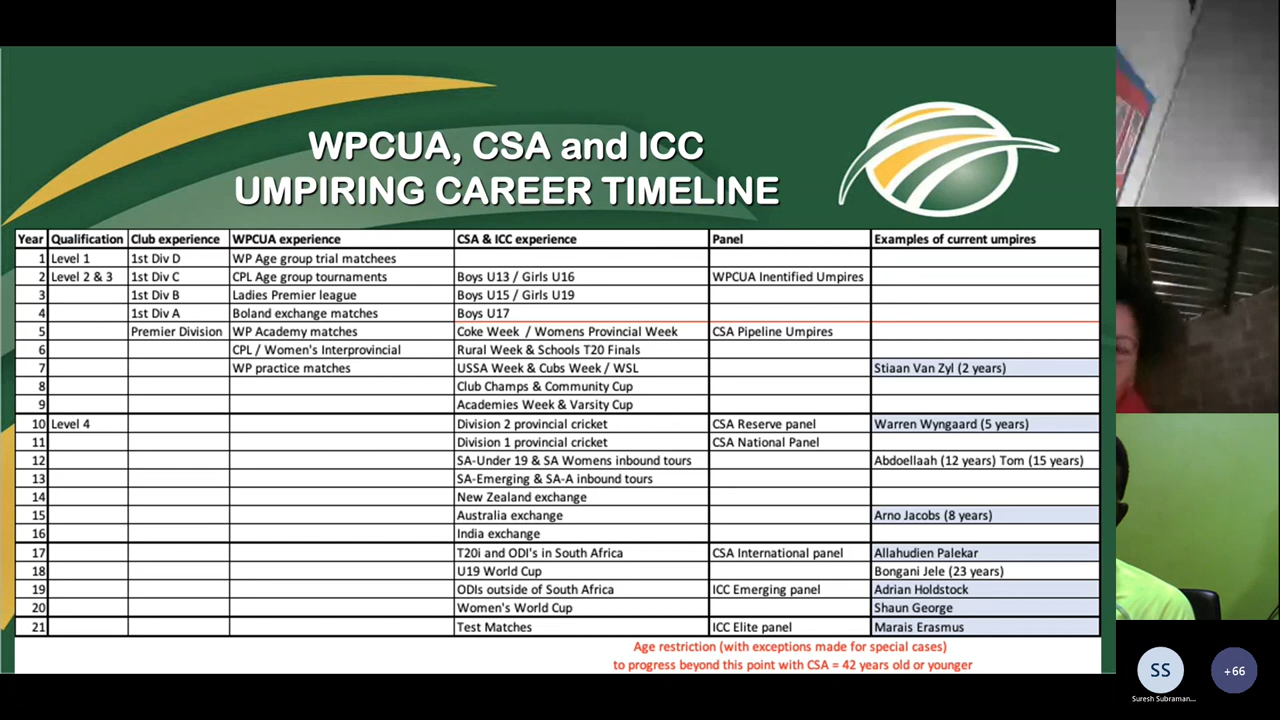 WPCUA, CSA and ICC
UMPIRING CAREER TIMELINE
Year Qualification Club experience WPCUA experience CSA & ICC experience Panel Examples of current umpires
1 Level 1 1st Div D WP Age group trial matchees
2 Level 2 & 3 1st Div C CPL Age group tournaments Boys U13 / Girls U16 WPCUA Inentified Umpires
3 1st Div B Ladies Premier league Boys U15 / Girls U19
4 1st Div A Boland exchange matches Boys U17
5 Premier Division WP Academy matches Coke Week / Womens Provincial Week CSA Pipeline Umpires
6 CPL / Women's Interprovincial Rural Week & Schools T20 Finals
7 WP practice matches USSA Week & Cubs Week / WSL Stiaan Van Zyl (2 years)
8 Club Champs & Community Cup
9 Academies Week & Varsity Cup
10 Level 4 Division 2 provincial cricket CSA Reserve panel Warren Wyngaard (5 years)
11 Division 1 provincial cricket CSA National Panel
12 SA-Under 19 & SA Womens inbound tours Abdoellaah (12 years) Tom (15 years)
13 SA-Emerging & SA-A inbound tours
14 New Zealand exchange
15 Australia exchange Arno Jacobs (8 years)
16 India exchange
17 T20i and ODI's in South Africa CSA International panel Allahudien Palekar
18 U19 World Cup Bongani Jele (23 years)
19 ODIs outside of South Africa ICC Emerging panel Adrian Holdstock
20 Women's World Cup Shaun George
21 Test Matches ICC Elite panel Marais Erasmus
Age restriction (with exceptions made for special cases)
to progress beyond this point with CSA = 42 years old or younger
SS
+66
Suresh Subraman...